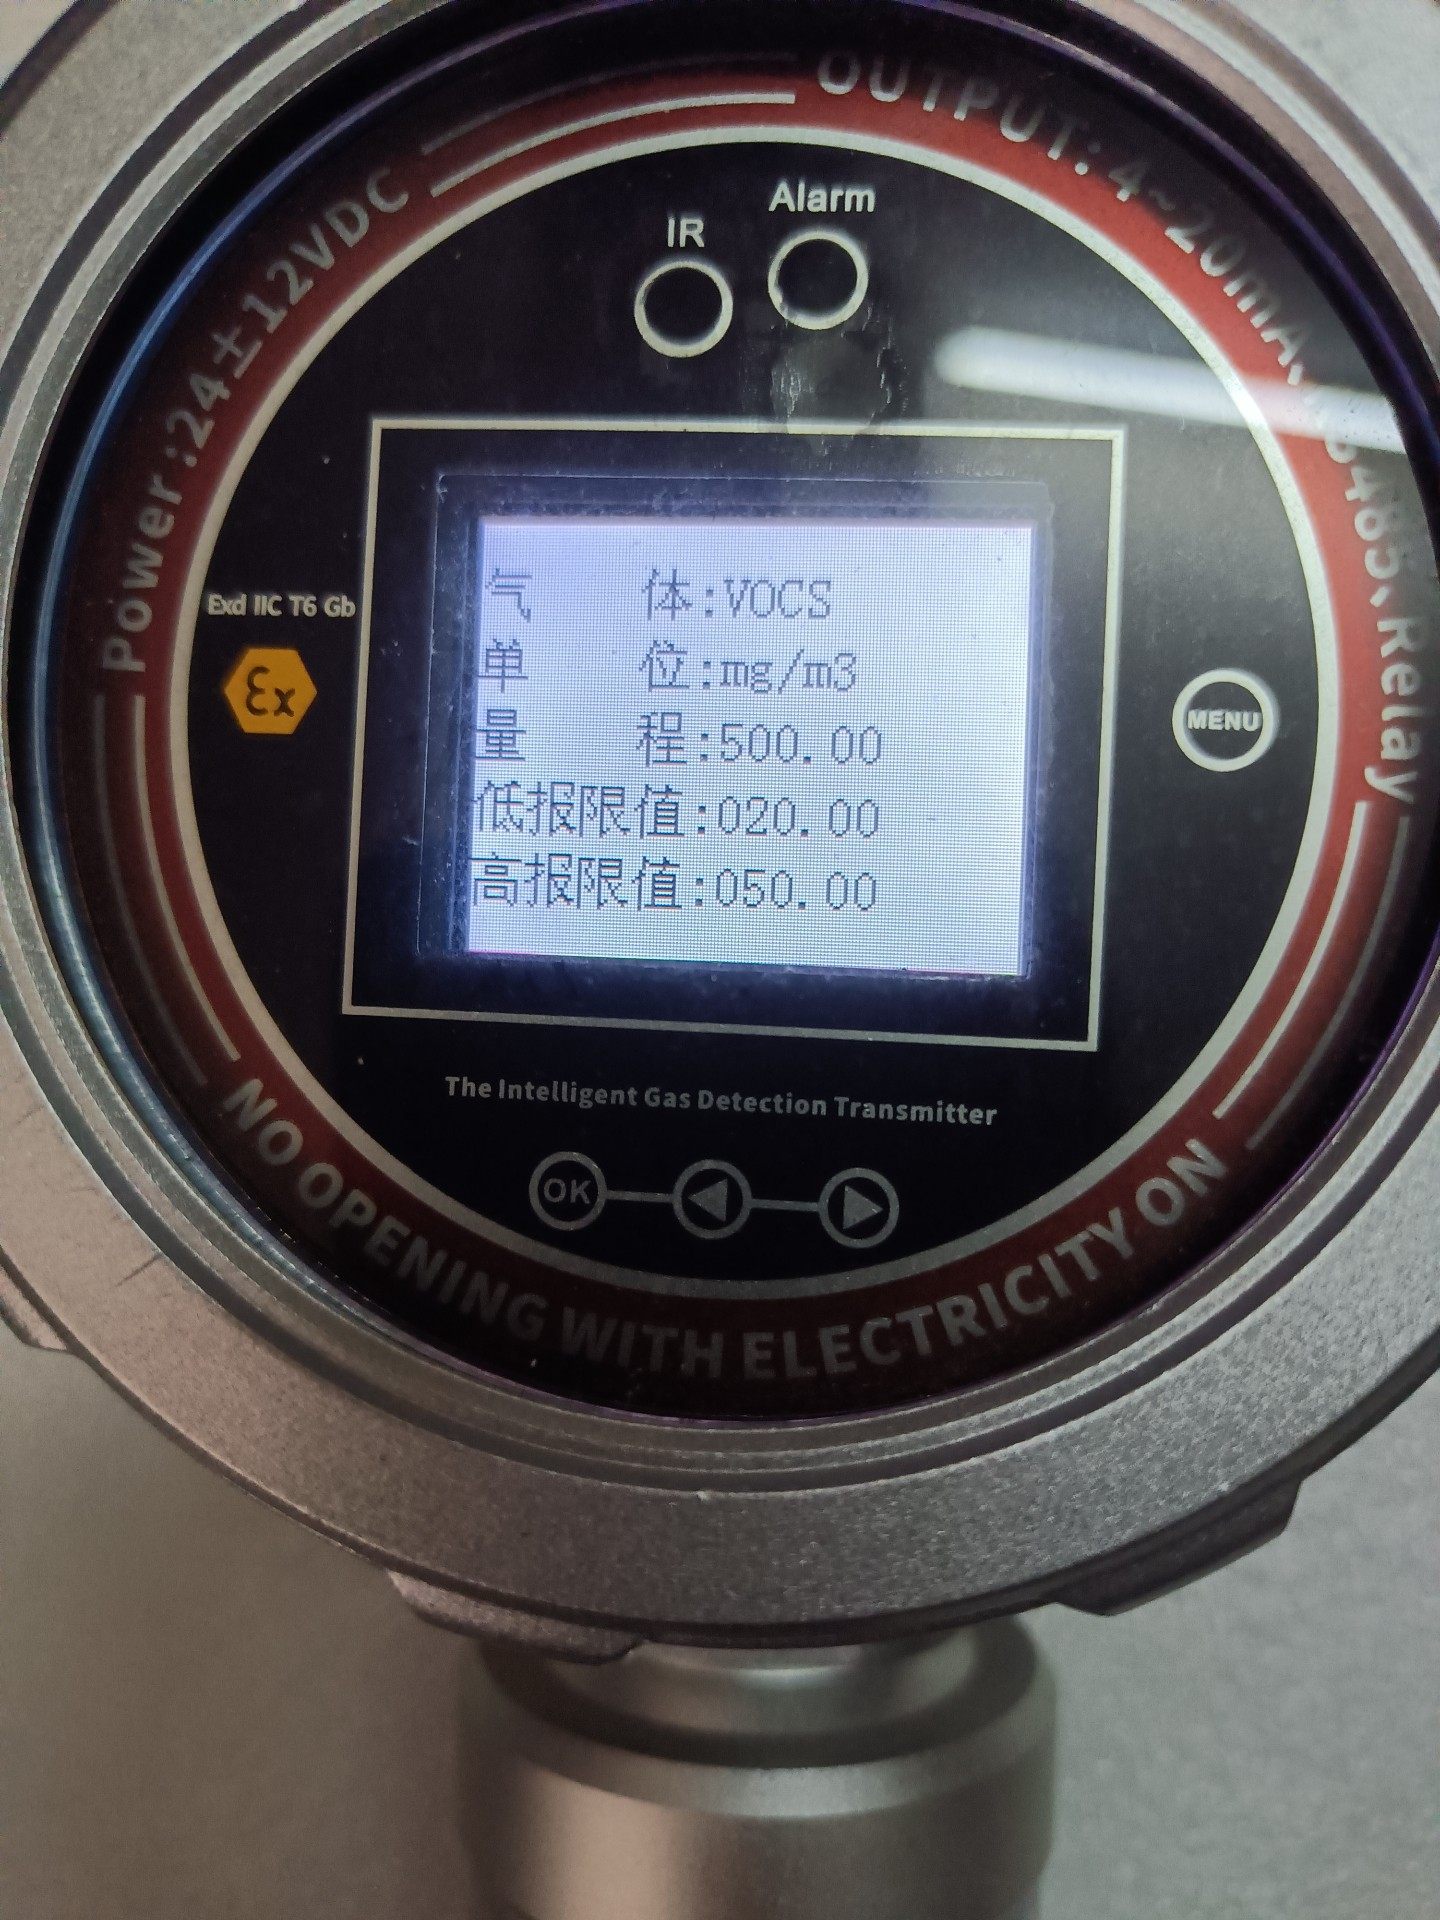 OUTPUT: 4~20mA、RS485、Relay
Power:24±12VDC
Alarm
IR
气 体:VOCS
单 位:mg/m3
量 程:500.00
低报限值:020.00
高报限值:050.00
Exd IIC T6 Gb
Ex
MENU
The Intelligent Gas Detection Transmitter
OK
NO OPENING WITH ELECTRICITY ON